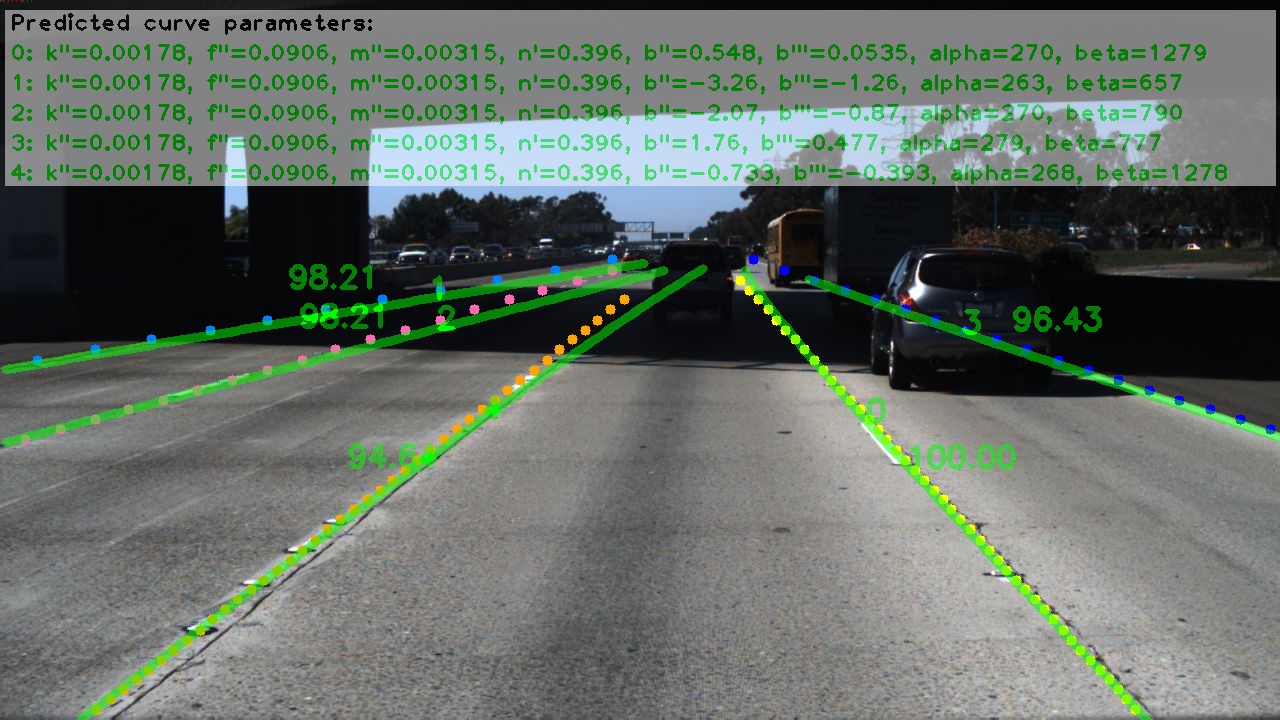 Predicted curve parameters:
0: k''=0.00178, f''=0.0906, m''=0.00315, n'=0.396, b''=0.548, b'''=0.0535, alpha=270, beta=1279
1: k''=0.00178, f''=0.0906, m''=0.00315, n'=0.396, b''=-3.26, b'''=-1.26, alpha=263, beta=657
2: k''=0.00178, f''=0.0906, m''=0.00315, n'=0.396, b''=-2.07, b'''=-0.87, alpha=270, beta=790
3: k''=0.00178, f''=0.0906, m''=0.00315, n'=0.396, b''=1.76, b'''=0.477, alpha=279, beta=777
4: k''=0.00178, f''=0.0906, m''=0.00315, n'=0.396, b''=-0.733, b'''=-0.393, alpha=268, beta=1278
Sullivan
98.21 1
98.21 2
3 96.43
0
100.00